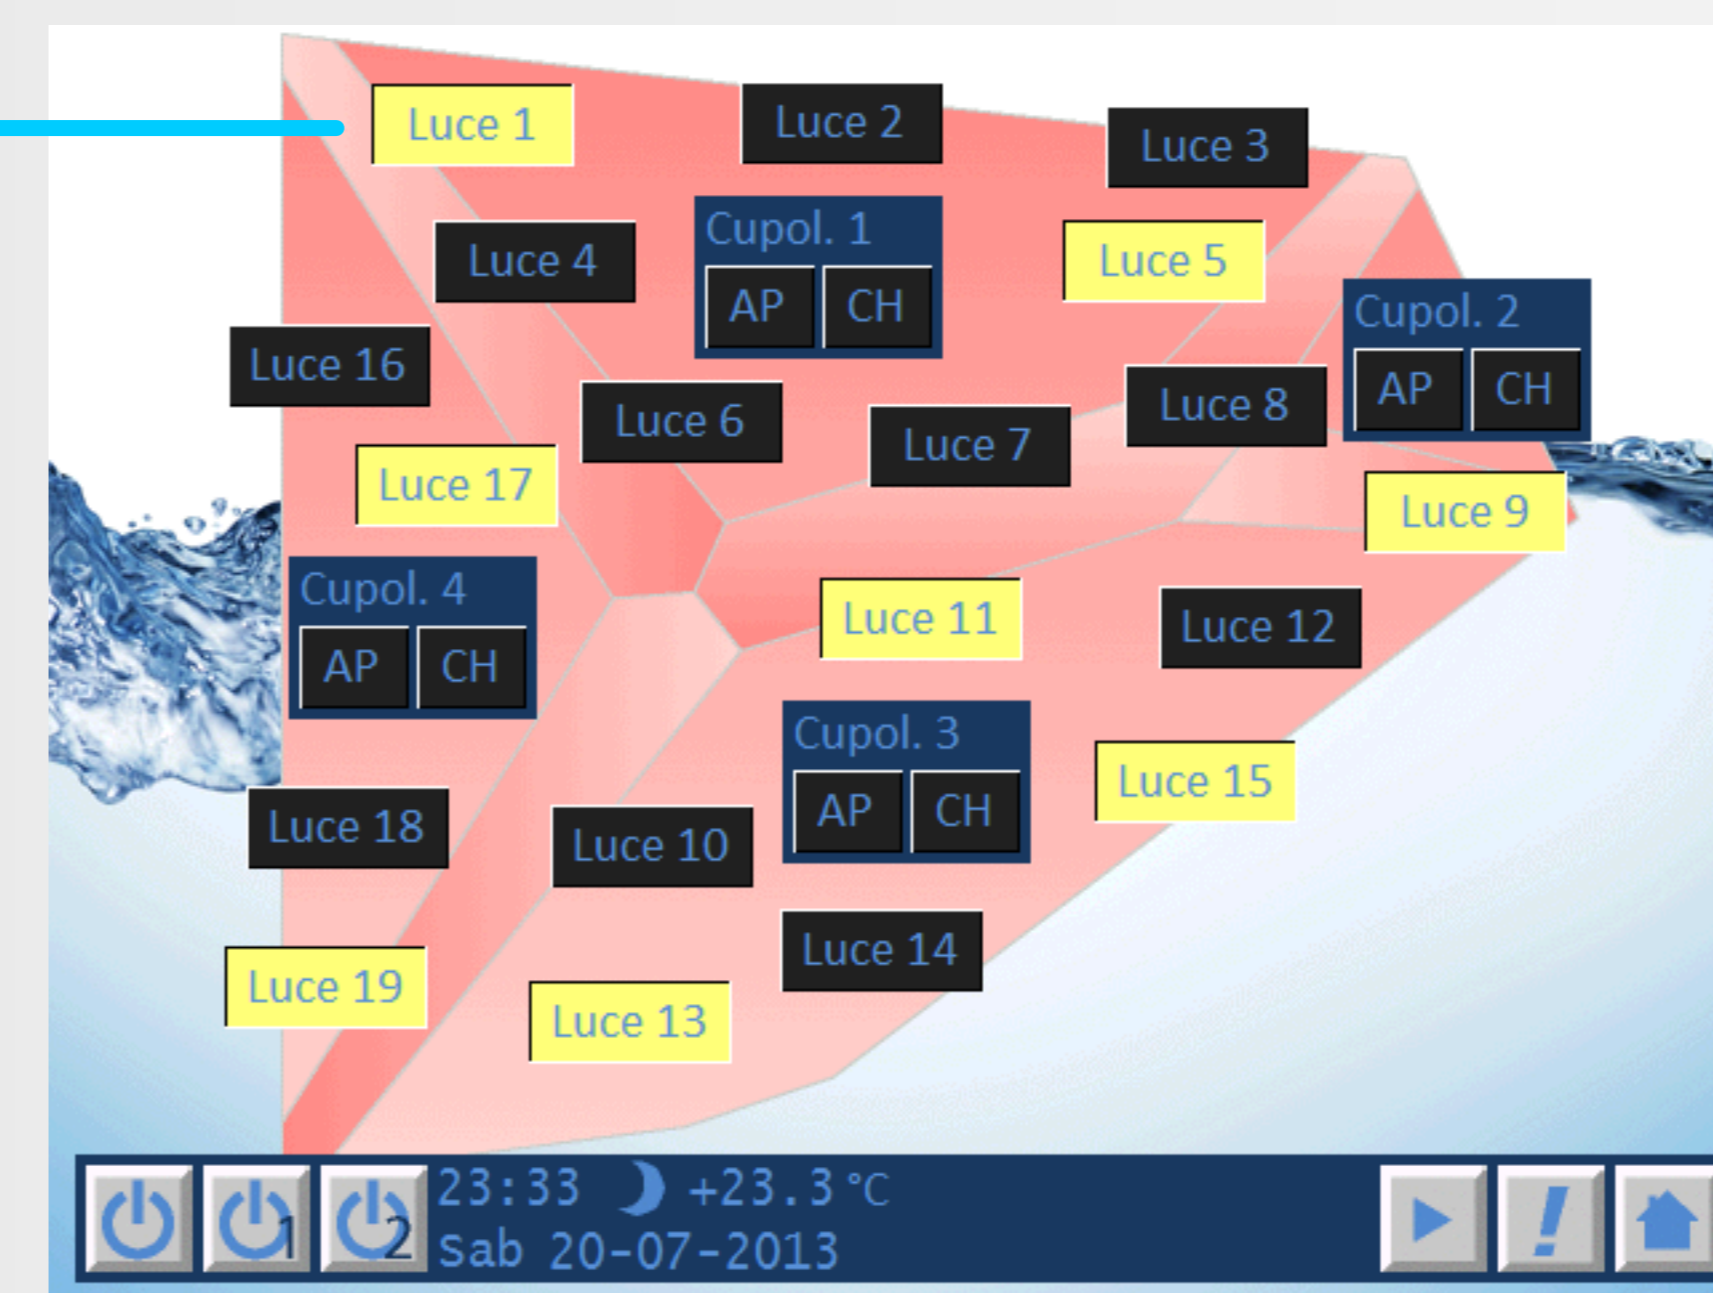 Luce 1
Luce 2
Luce 3
Luce 4
Cupol. 1
AP CH
Luce 5
Cupol. 2
AP CH
Luce 16
Luce 6
Luce 7
Luce 8
Luce 17
Luce 9
Cupol. 4
AP CH
Luce 11
Luce 12
Cupol. 3
AP CH
Luce 15
Luce 18
Luce 10
Luce 14
Luce 19
Luce 13
1
2
23:33 +23.3 °C
Sab 20-07-2013
!